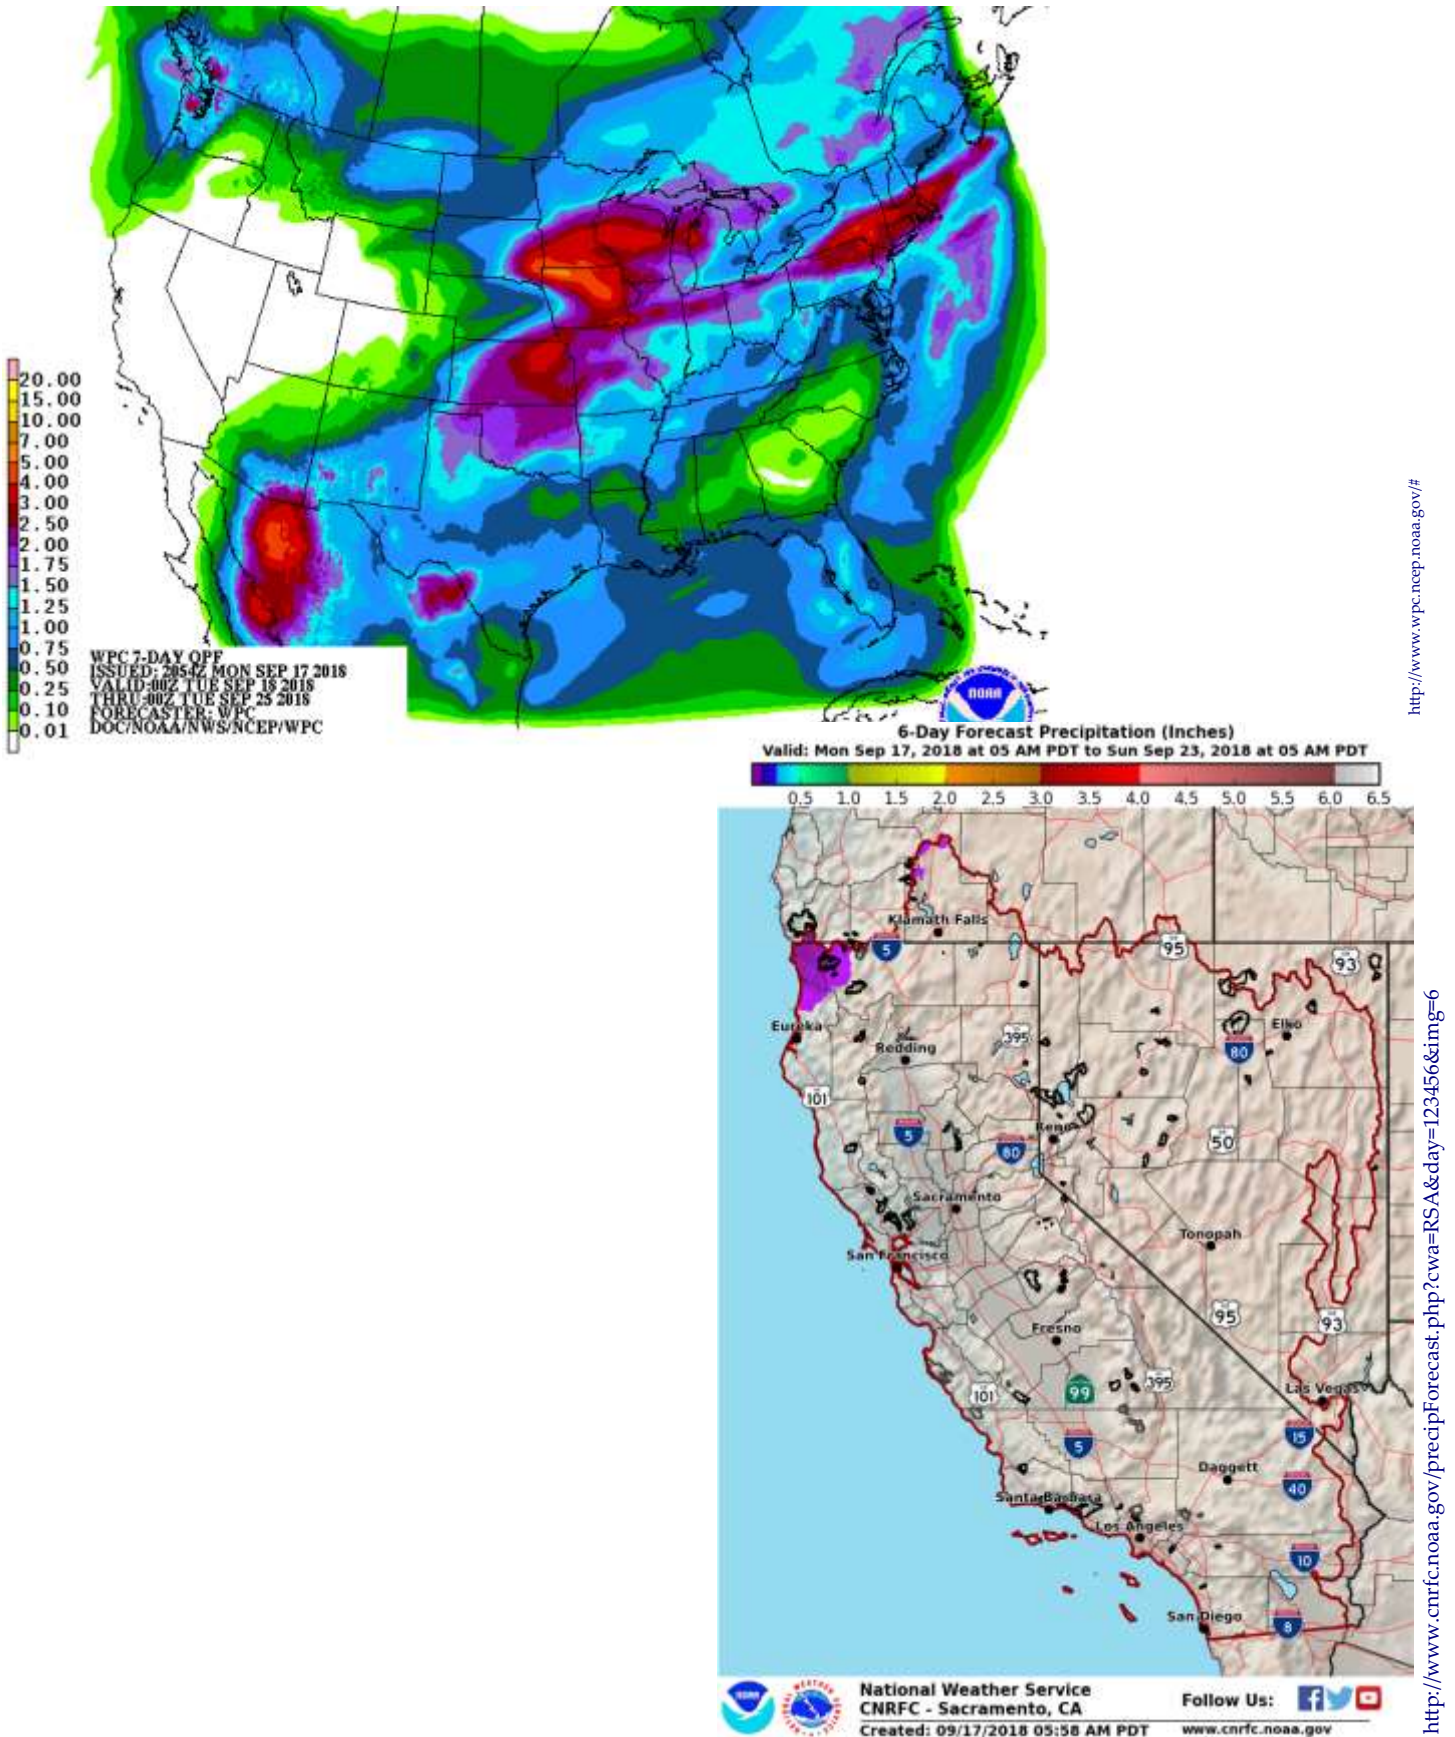 20.00
15.00
10.00
7.00
5.00
4.00
3.00
2.50
2.00
1.75
1.50
1.25
1.00
0.75
0.50
0.25
0.10
0.01
WPC 7-DAY QPF
ISSUED: 2054Z MON SEP 17 2018
VALID:00Z TUE SEP 18 2018
THRU:00Z TUE SEP 25 2018
FORECASTER: WPC
DOC/NOAA/NWS/NCEP/WPC
NOAA
http://www.wpc.ncep.noaa.gov/#
6-Day Forecast Precipitation (Inches)
Valid: Mon Sep 17, 2018 at 05 AM PDT to Sun Sep 23, 2018 at 05 AM PDT
0.5 1.0 1.5 2.0 2.5 3.0 3.5 4.0 4.5 5.0 5.5 6.0 6.5
Klamath Falls
5
95
93
Eureka
Redding
395
Elko
80
101
5
80
Reno
50
Sacramento
San Francisco
Tonopah
95
93
Fresno
99
101
395
Las Vegas
5
15
Daggett
40
Santa Barbara
Los Angeles
10
San Diego
8
NOAA
National Weather Service
CNRFC - Sacramento, CA
Created: 09/17/2018 05:58 AM PDT
Follow Us:
www.cnrfc.noaa.gov
http://www.cnrfc.noaa.gov/precipForecast.php?cwa=RSA&day=123456&img=6